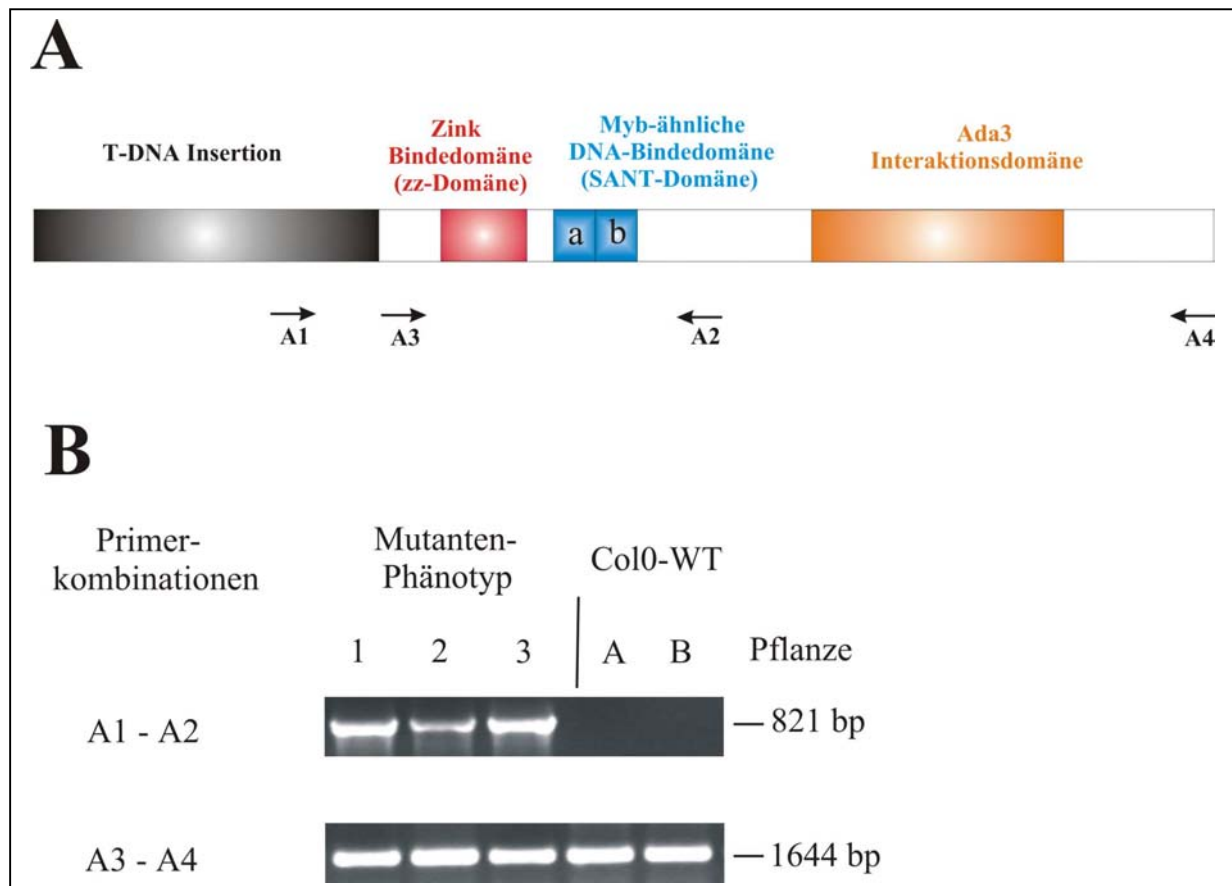 A
T-DNA Insertion
Zink
Bindedomäne
(zz-Domäne)
Myb-ähnliche
DNA-Bindedomäne
(SANT-Domäne)
Ada3
Interaktionsdomäne
a b
A1
A3
A2
A4
B
Primer-
kombinationen
Mutanten-
Phänotyp
Col0-WT
1 2 3 A B Pflanze
A1 - A2 — 821 bp
A3 - A4 — 1644 bp